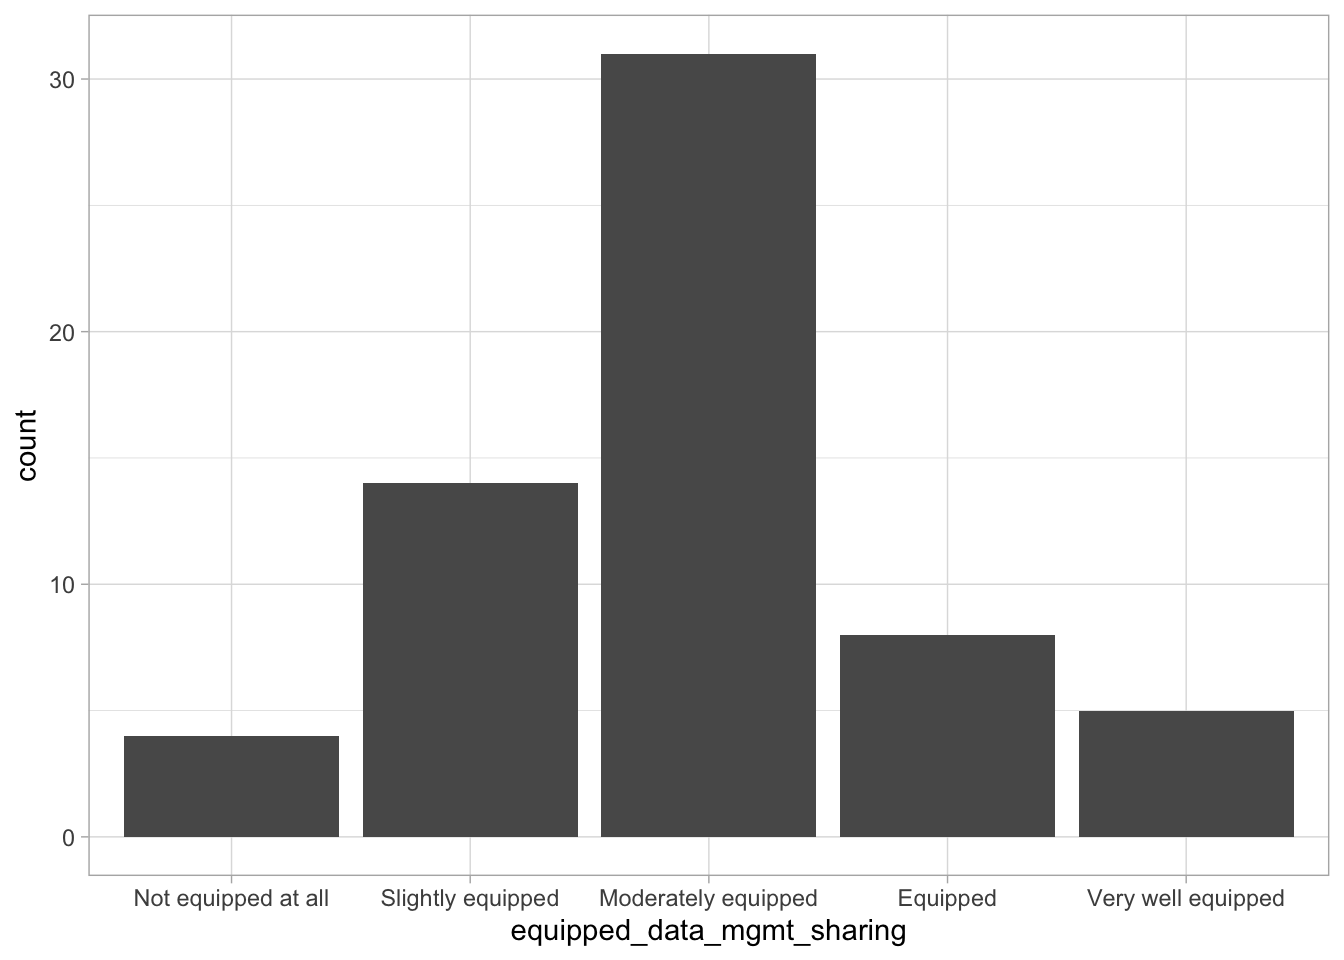 30
20
10
0
count
Not equipped at all
Slightly equipped
Moderately equipped
Equipped
Very well equipped
equipped_data_mgmt_sharing